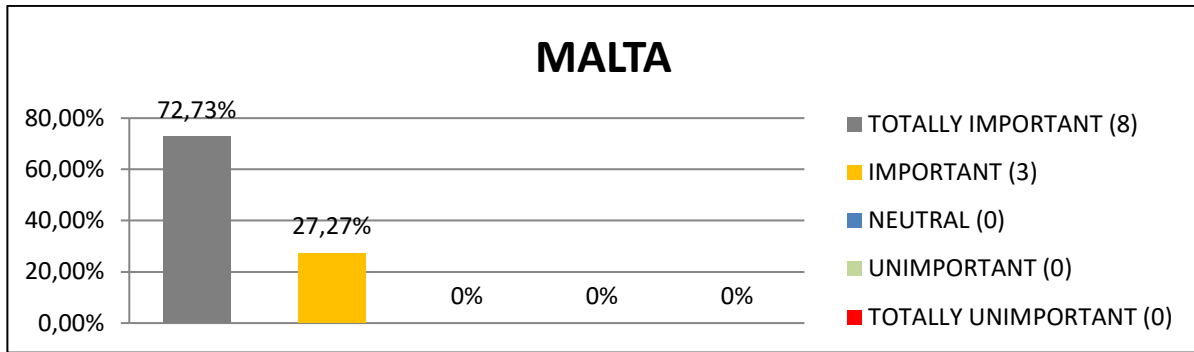 MALTA
72,73%
80,00%
60,00%
40,00%
27,27%
20,00%
0% 0% 0%
0,00%
TOTALLY IMPORTANT (8)
IMPORTANT (3)
NEUTRAL (0)
UNIMPORTANT (0)
TOTALLY UNIMPORTANT (0)